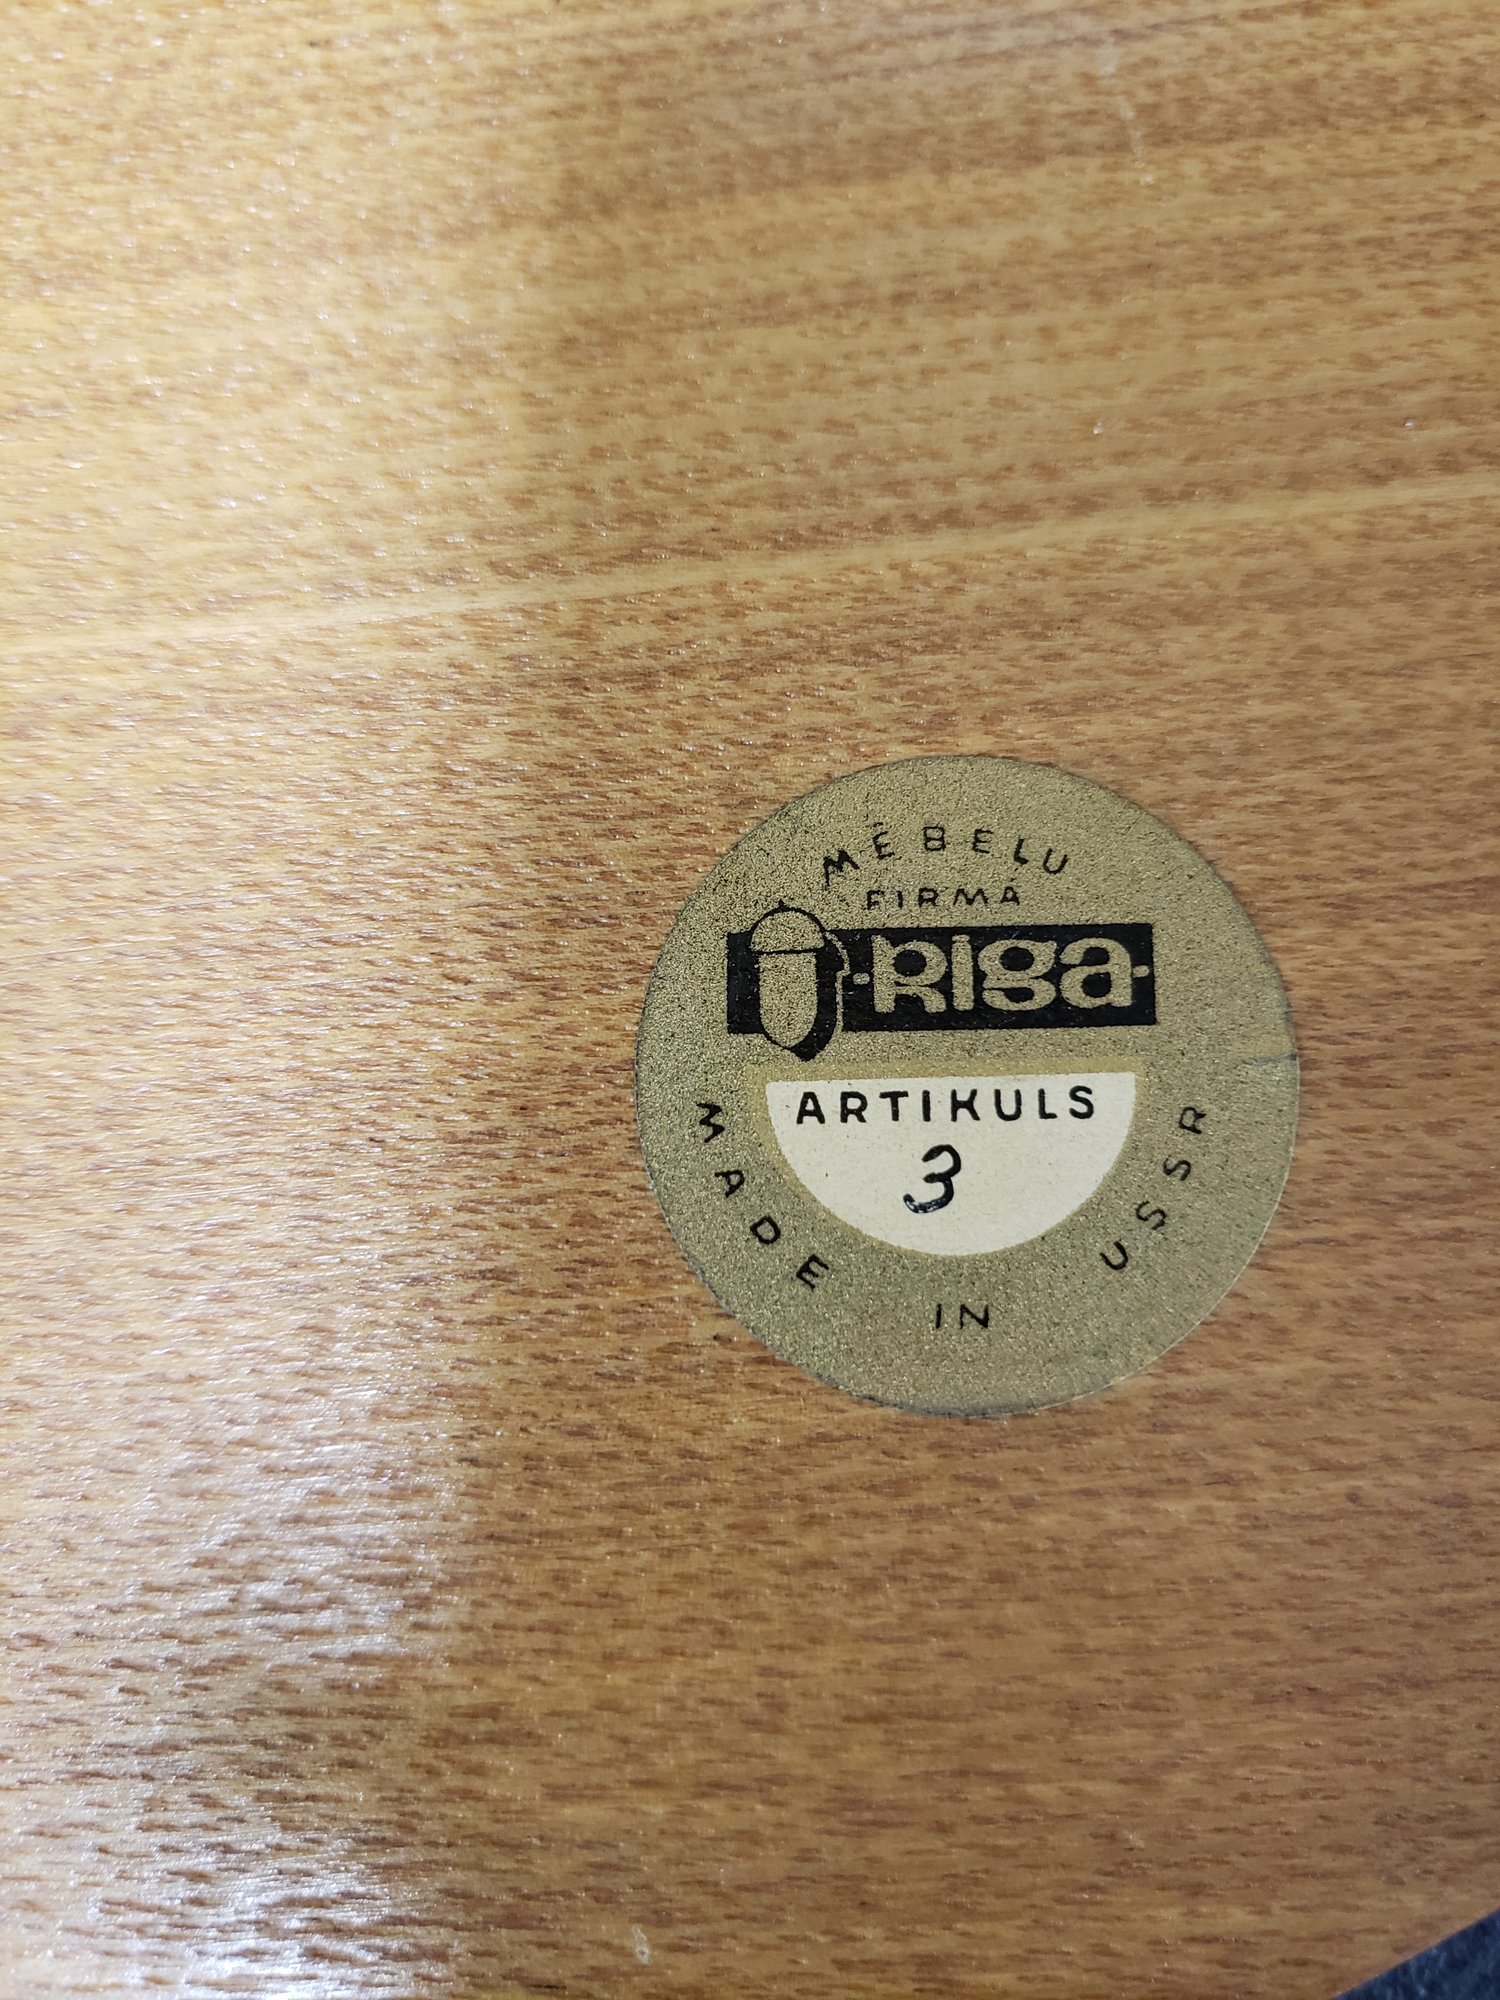 MĒBEĻU
FIRMA
·RIGA·
ARTIKULS
3
MADE IN USSR